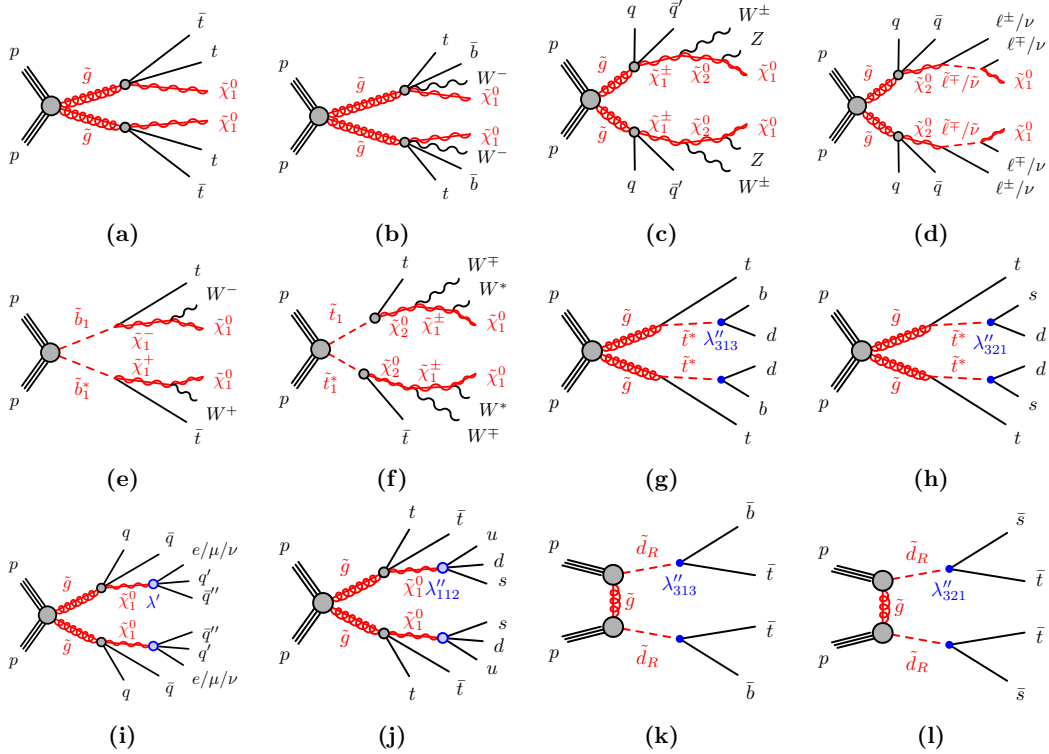 p
p
g̃
g̃
t̄
t
χ̃₁⁰
χ̃₁⁰
t
t̄
(a)
p
p
g̃
g̃
t
b̄
W⁻
χ̃₁⁰
χ̃₁⁰
W⁻
b̄
t
(b)
p
p
g̃
g̃
q
q̄′
χ̃₁^±
χ̃₂⁰
W^±
Z
χ̃₁⁰
χ̃₁^±
χ̃₂⁰
χ̃₁⁰
Z
W^±
q
q̄′
(c)
p
p
g̃
g̃
q
q̄
ℓ^±/ν
ℓ^∓/ν
χ̃₂⁰
ℓ̃^∓/ν̃
χ̃₁⁰
χ̃₂⁰
ℓ̃^∓/ν̃
χ̃₁⁰
ℓ^∓/ν
ℓ^±/ν
q
q̄
(d)
p
p
b̃₁
b̃₁*
t
W⁻
χ̃₁⁻
χ̃₁⁰
χ̃₁⁺
χ̃₁⁰
W⁺
t̄
(e)
p
p
t̃₁
t̃₁*
t
W^∓
W*
χ̃₂⁰
χ̃₁^±
χ̃₁⁰
χ̃₂⁰
χ̃₁^±
χ̃₁⁰
W*
W^∓
t̄
(f)
p
p
g̃
g̃
t
b
d
t̃*
λ″₃₁₃
t̃*
d
b
t
(g)
p
p
g̃
g̃
t
s
d
t̃*
λ″₃₂₁
t̃*
d
s
t
(h)
p
p
g̃
g̃
q
q̄
e/μ/ν
q′
q̄″
χ̃₁⁰
λ′
χ̃₁⁰
q̄″
q′
e/μ/ν
q
q̄
(i)
p
p
g̃
g̃
t
t̄
u
d
s
χ̃₁⁰
λ″₁₁₂
χ̃₁⁰
s
d
u
t
t̄
(j)
p
p
d̃_R
λ″₃₁₃
g̃
d̃_R
b̄
t̄
t̄
b̄
(k)
p
p
d̃_R
λ″₃₂₁
g̃
d̃_R
s̄
t̄
t̄
s̄
(l)